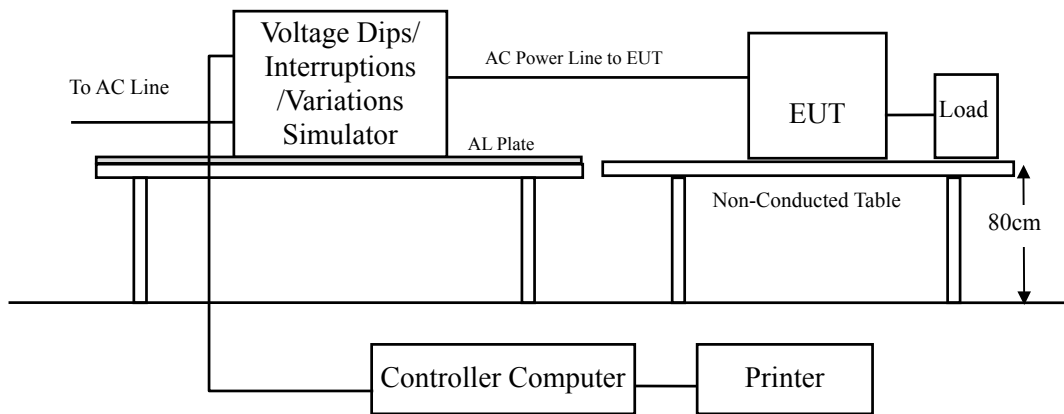 Voltage Dips/
Interruptions
/Variations
Simulator
To AC Line
AC Power Line to EUT
EUT
Load
AL Plate
Non-Conducted Table
80cm
Controller Computer
Printer